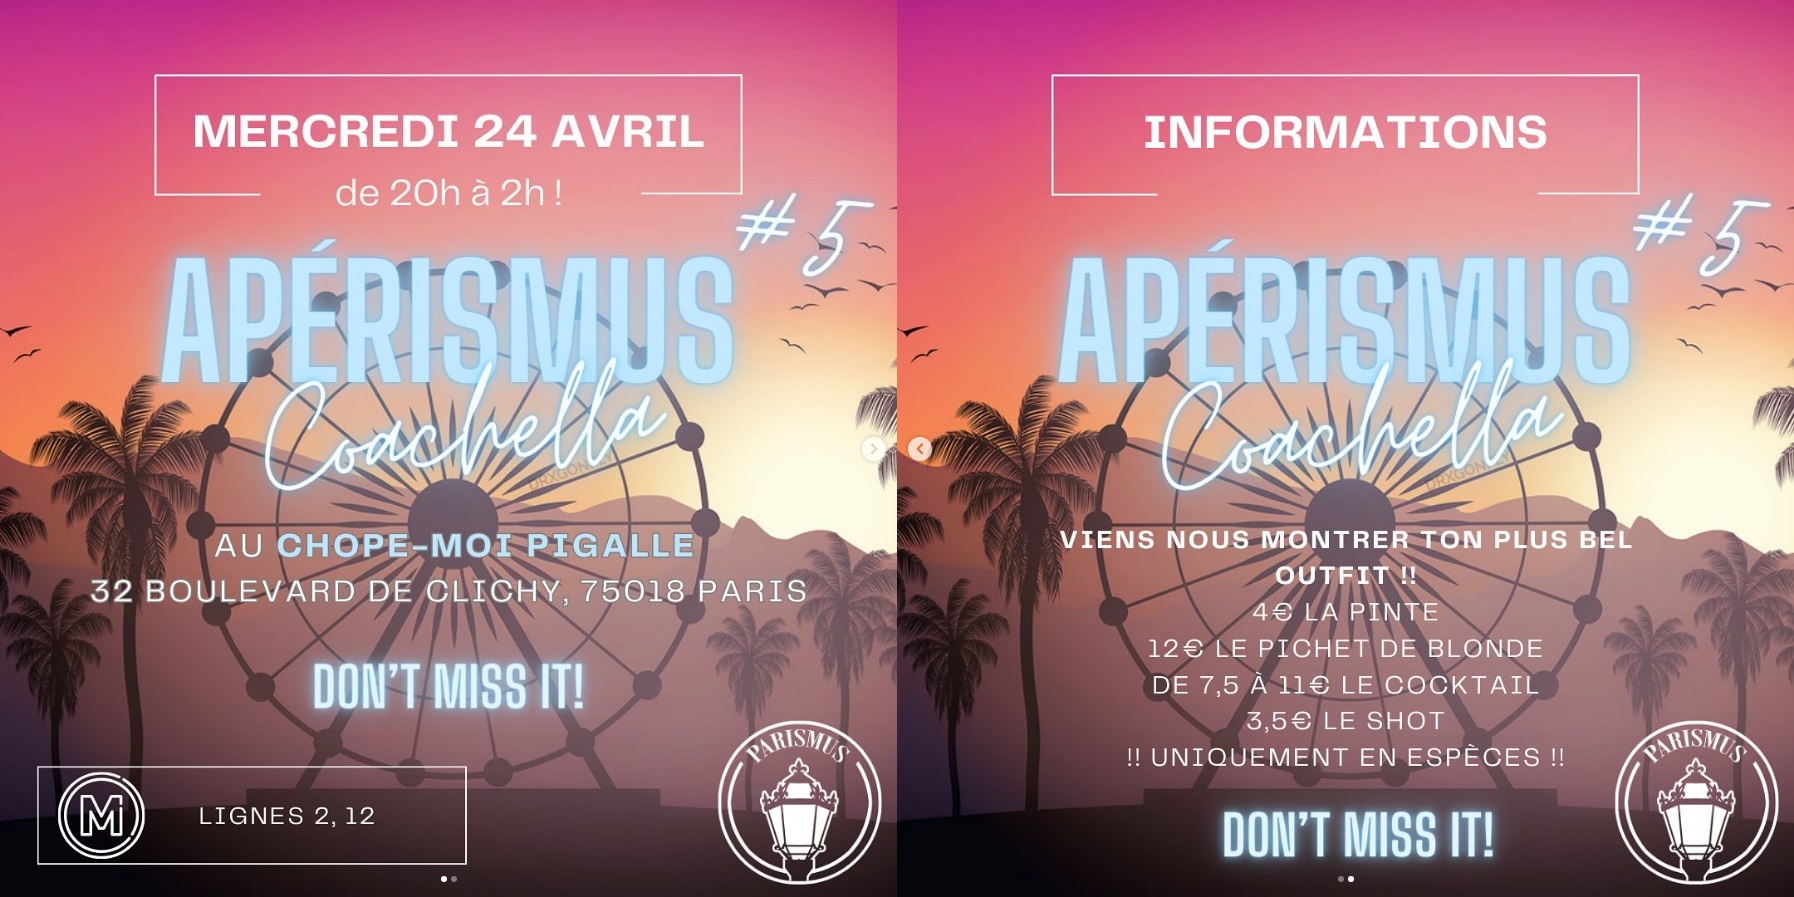 MERCREDI 24 AVRIL
de 20h à 2h !
#5
APÉRISMUS
Coachella
AU CHOPE-MOI PIGALLE
32 BOULEVARD DE CLICHY, 75018 PARIS
DON'T MISS IT!
M
LIGNES 2, 12
PARISMUS
INFORMATIONS
#5
APÉRISMUS
Coachella
VIENS NOUS MONTRER TON PLUS BEL
OUTFIT !!
4€ LA PINTE
12€ LE PICHET DE BLONDE
DE 7,5 À 11€ LE COCKTAIL
3,5€ LE SHOT
!! UNIQUEMENT EN ESPÈCES !!
DON'T MISS IT!
PARISMUS